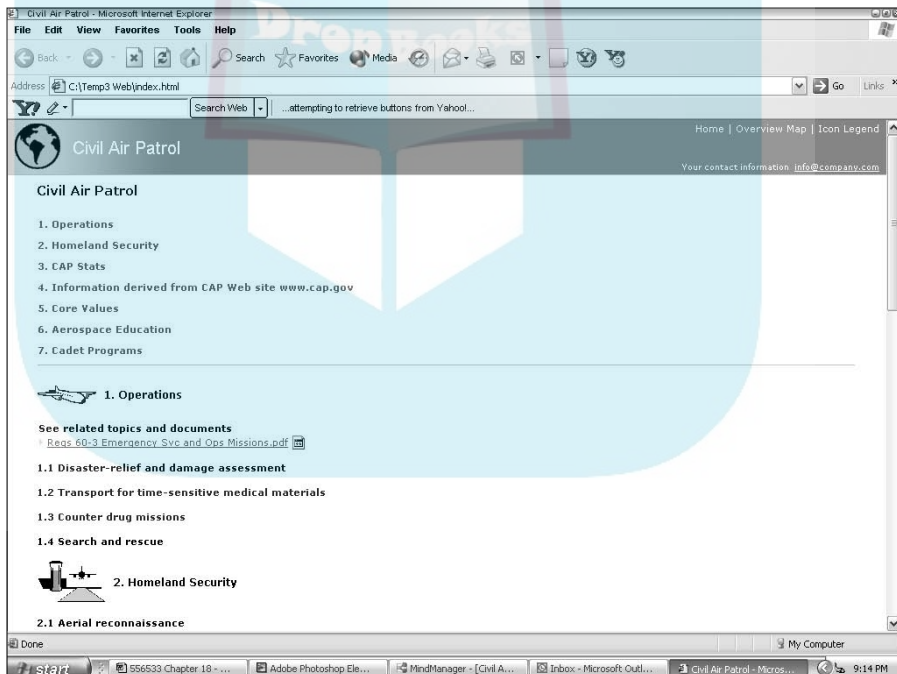 Civil Air Patrol - Microsoft Internet Explorer
File Edit View Favorites Tools Help
DropBooks
Back Search Favorites Media
Address C:\Temp3 Web\index.html Go Links »
Y! Search Web ...attempting to retrieve buttons from Yahoo!...
Home | Overview Map | Icon Legend
Civil Air Patrol
Your contact information info@company.com
Civil Air Patrol
1. Operations
2. Homeland Security
3. CAP Stats
4. Information derived from CAP Web site www.cap.gov
5. Core Values
6. Aerospace Education
7. Cadet Programs
1. Operations
See related topics and documents
Regs 60-3 Emergency Svc and Ops Missions.pdf
1.1 Disaster-relief and damage assessment
1.2 Transport for time-sensitive medical materials
1.3 Counter drug missions
1.4 Search and rescue
2. Homeland Security
2.1 Aerial reconnaissance
Done My Computer
start 556533 Chapter 18 - ... Adobe Photoshop Ele... MindManager - [Civil A... Inbox - Microsoft Outl... Civil Air Patrol - Micros... 9:14 PM